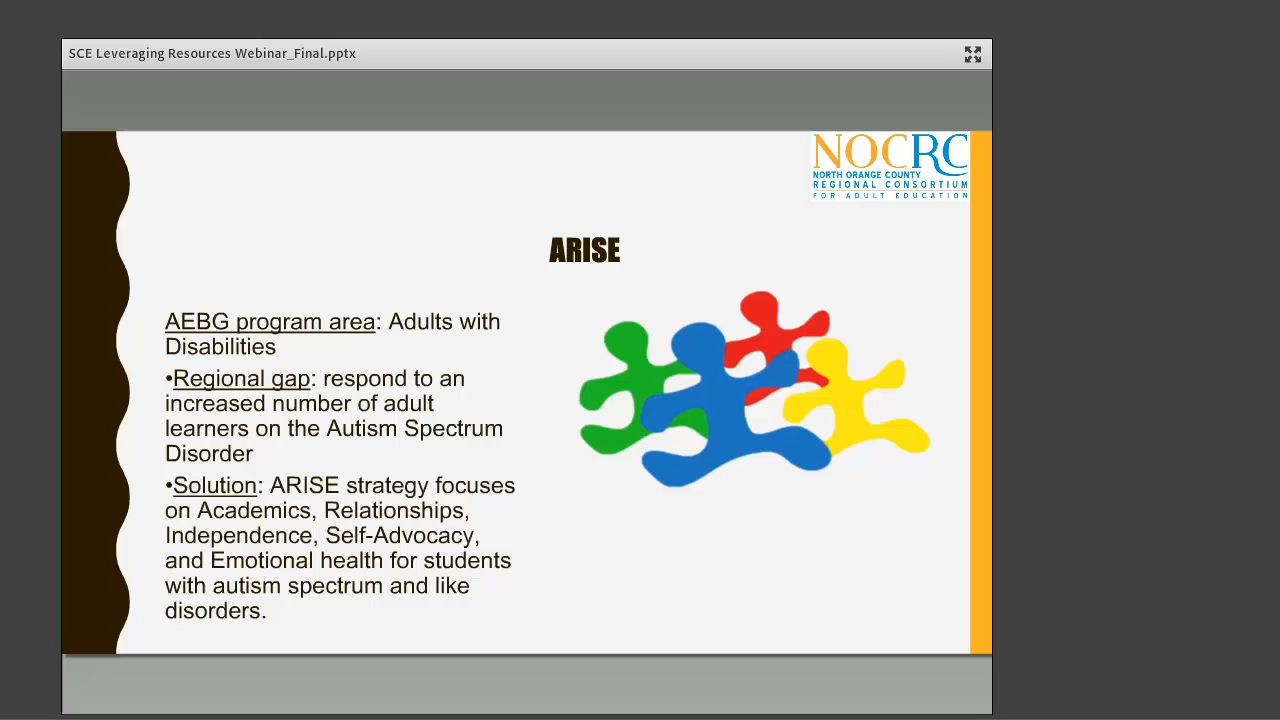 SCE Leveraging Resources Webinar_Final.pptx
NOCRC
NORTH ORANGE COUNTY
REGIONAL CONSORTIUM
FOR ADULT EDUCATION
ARISE
AEBG program area: Adults with
Disabilities
•Regional gap: respond to an
increased number of adult
learners on the Autism Spectrum
Disorder
•Solution: ARISE strategy focuses
on Academics, Relationships,
Independence, Self-Advocacy,
and Emotional health for students
with autism spectrum and like
disorders.